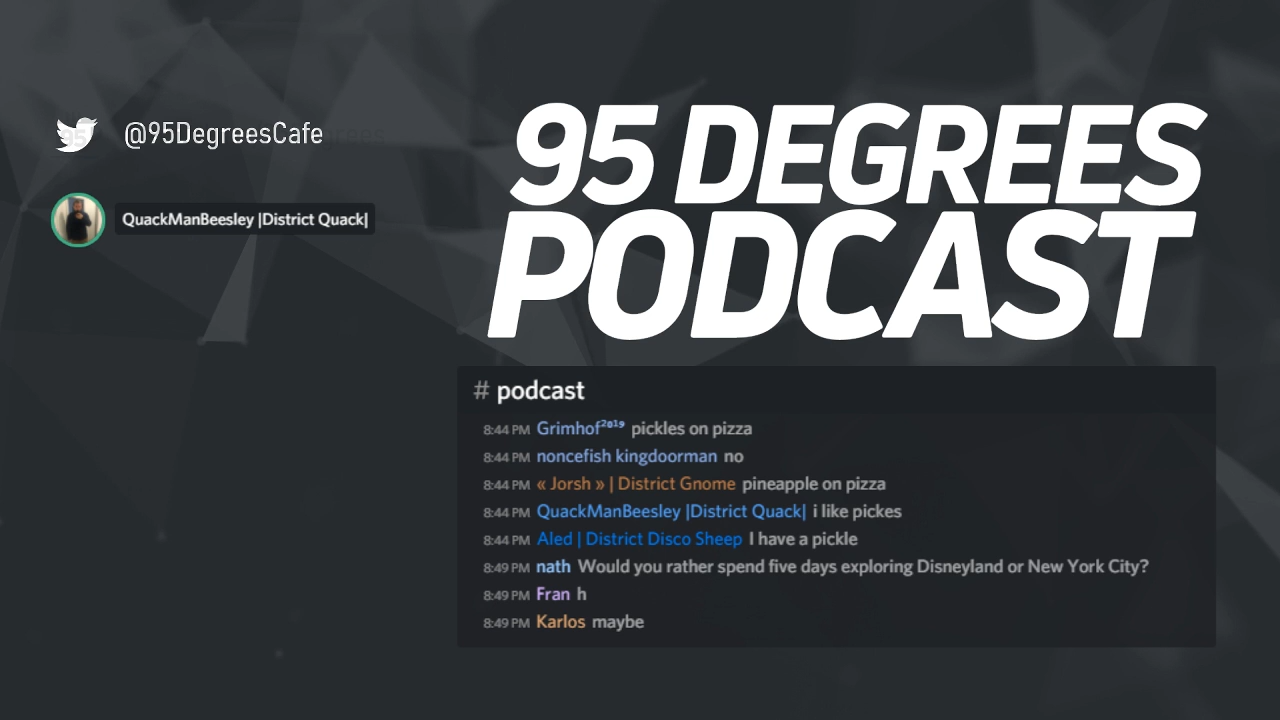 @95DegreesCafe
QuackManBeesley |District Quack|
95 DEGREES
PODCAST
# podcast
8:44 PM Grimhof²⁰¹⁹ pickles on pizza
8:44 PM noncefish kingdoorman no
8:44 PM « Jorsh » | District Gnome pineapple on pizza
8:44 PM QuackManBeesley |District Quack| i like pickes
8:44 PM Aled | District Disco Sheep I have a pickle
8:49 PM nath Would you rather spend five days exploring Disneyland or New York City?
8:49 PM Fran h
8:49 PM Karlos maybe